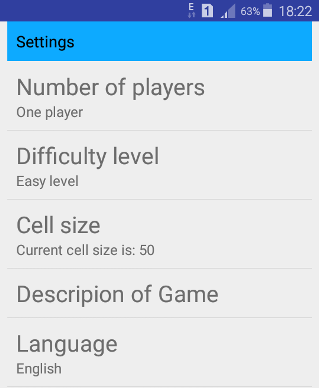 E 1 63% 18:22
Settings
Number of players
One player
Difficulty level
Easy level
Cell size
Current cell size is: 50
Descripion of Game
Language
English